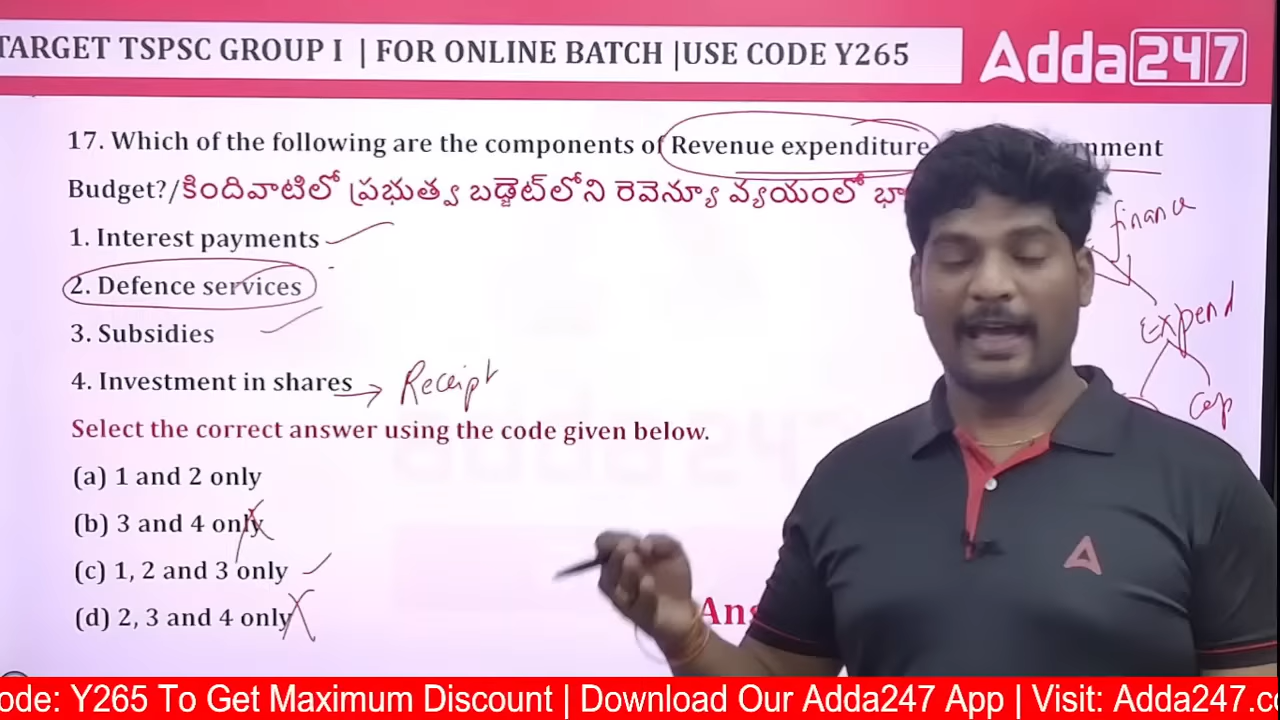 TARGET TSPSC GROUP I | FOR ONLINE BATCH |USE CODE Y265
Adda247
17. Which of the following are the components of Revenue expenditure
Budget?/కిందివాటిలో ప్రభుత్వ బడ్జెట్‌లోని రెవెన్యూ వ్యయంలో
finance
1. Interest payments
2. Defence services
Expend
3. Subsidies
4. Investment in shares → Receipt
cap
Select the correct answer using the code given below.
(a) 1 and 2 only
(b) 3 and 4 only
(c) 1, 2 and 3 only
(d) 2, 3 and 4 only
Ans
ode: Y265 To Get Maximum Discount | Download Our Adda247 App | Visit: Adda247.c